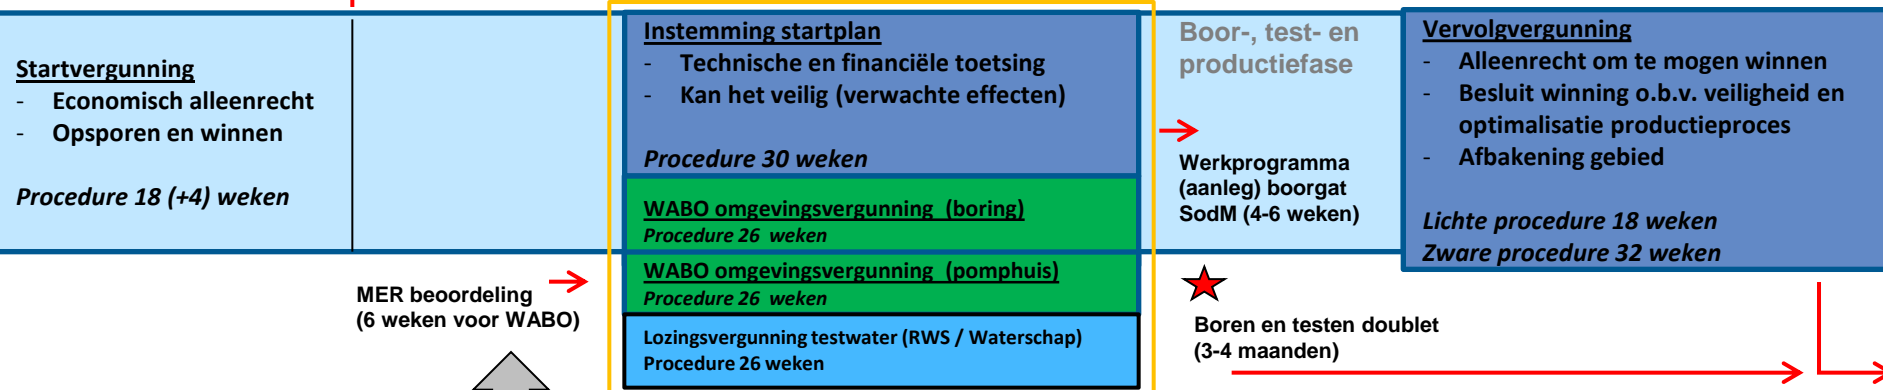 Startvergunning
- Economisch alleenrecht
- Opsporen en winnen
Procedure 18 (+4) weken
MER beoordeling
(6 weken voor WABO)
Instemming startplan
- Technische en financiële toetsing
- Kan het veilig (verwachte effecten)
Procedure 30 weken
WABO omgevingsvergunning (boring)
Procedure 26 weken
WABO omgevingsvergunning (pomphuis)
Procedure 26 weken
Lozingsvergunning testwater (RWS / Waterschap)
Procedure 26 weken
Boor-, test- en
productiefase
Werkprogramma
(aanleg) boorgat
SodM (4-6 weken)
Boren en testen doublet
(3-4 maanden)
Vervolgvergunning
- Alleenrecht om te mogen winnen
- Besluit winning o.b.v. veiligheid en
optimalisatie productieproces
- Afbakening gebied
Lichte procedure 18 weken
Zware procedure 32 weken